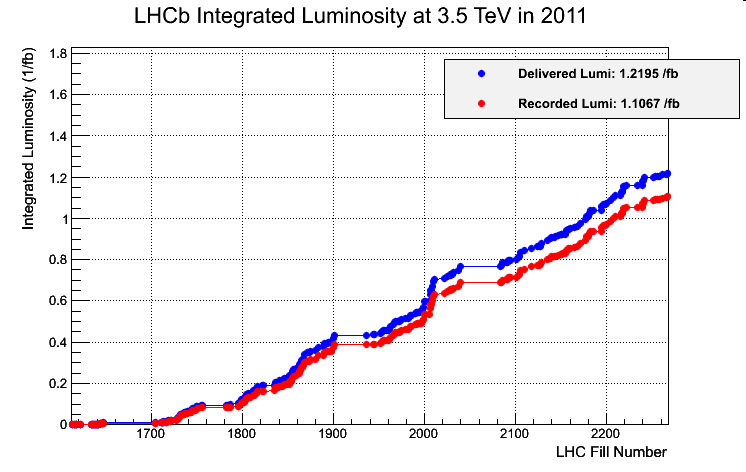 LHCb Integrated Luminosity at 3.5 TeV in 2011
Integrated Luminosity (1/fb)
Delivered Lumi: 1.2195 /fb
Recorded Lumi: 1.1067 /fb
1.8
1.6
1.4
1.2
1
0.8
0.6
0.4
0.2
0
1700 1800 1900 2000 2100 2200
LHC Fill Number